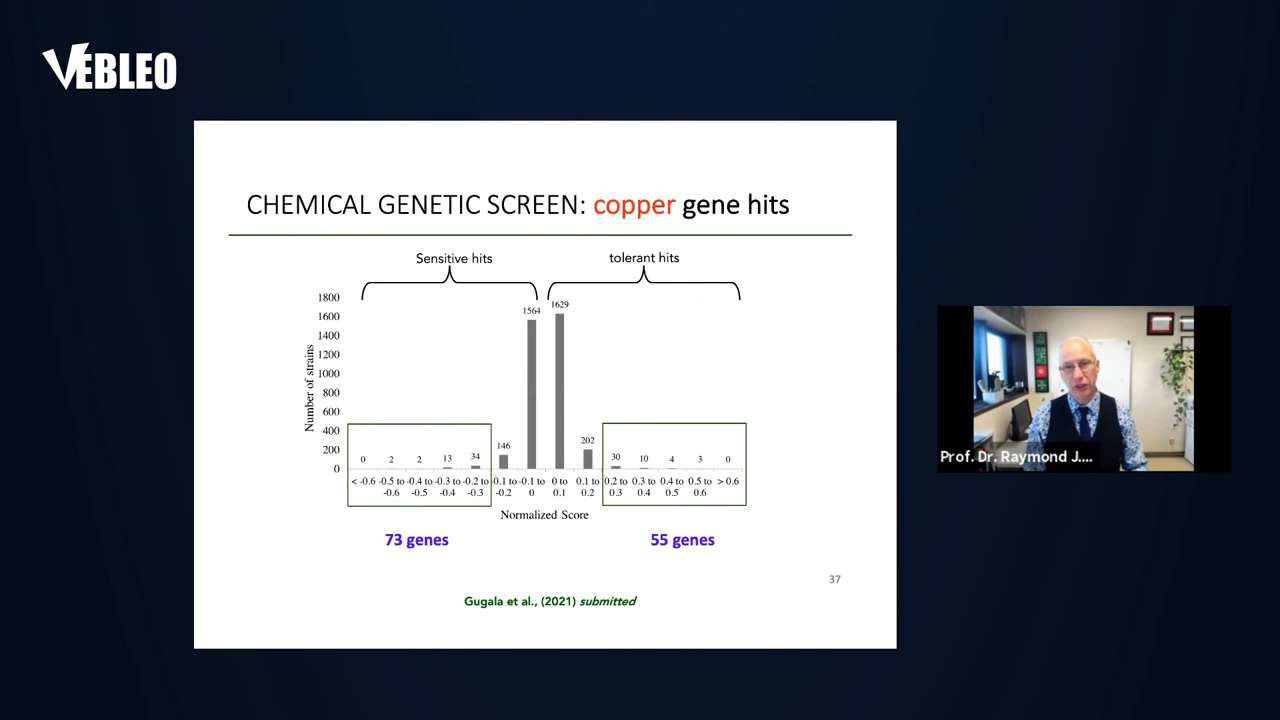 VEBLEO
CHEMICAL GENETIC SCREEN: copper gene hits
Sensitive hits
tolerant hits
1800
1600
1400
1200
1000
800
600
400
200
0
Number of strains
0
2
2
13
34
146
1564
1629
202
30
10
4
3
0
< -0.6
-0.5 to
-0.6
-0.4 to
-0.5
-0.3 to
-0.4
-0.2 to
-0.3
-0.1 to
-0.2
-0.1 to
0
0 to
0.1
0.1 to
0.2
0.2 to
0.3
0.3 to
0.4
0.4 to
0.5
0.5 to
0.6
> 0.6
Normalized Score
73 genes
55 genes
37
Gugala et al., (2021) submitted
Prof. Dr. Raymond J....